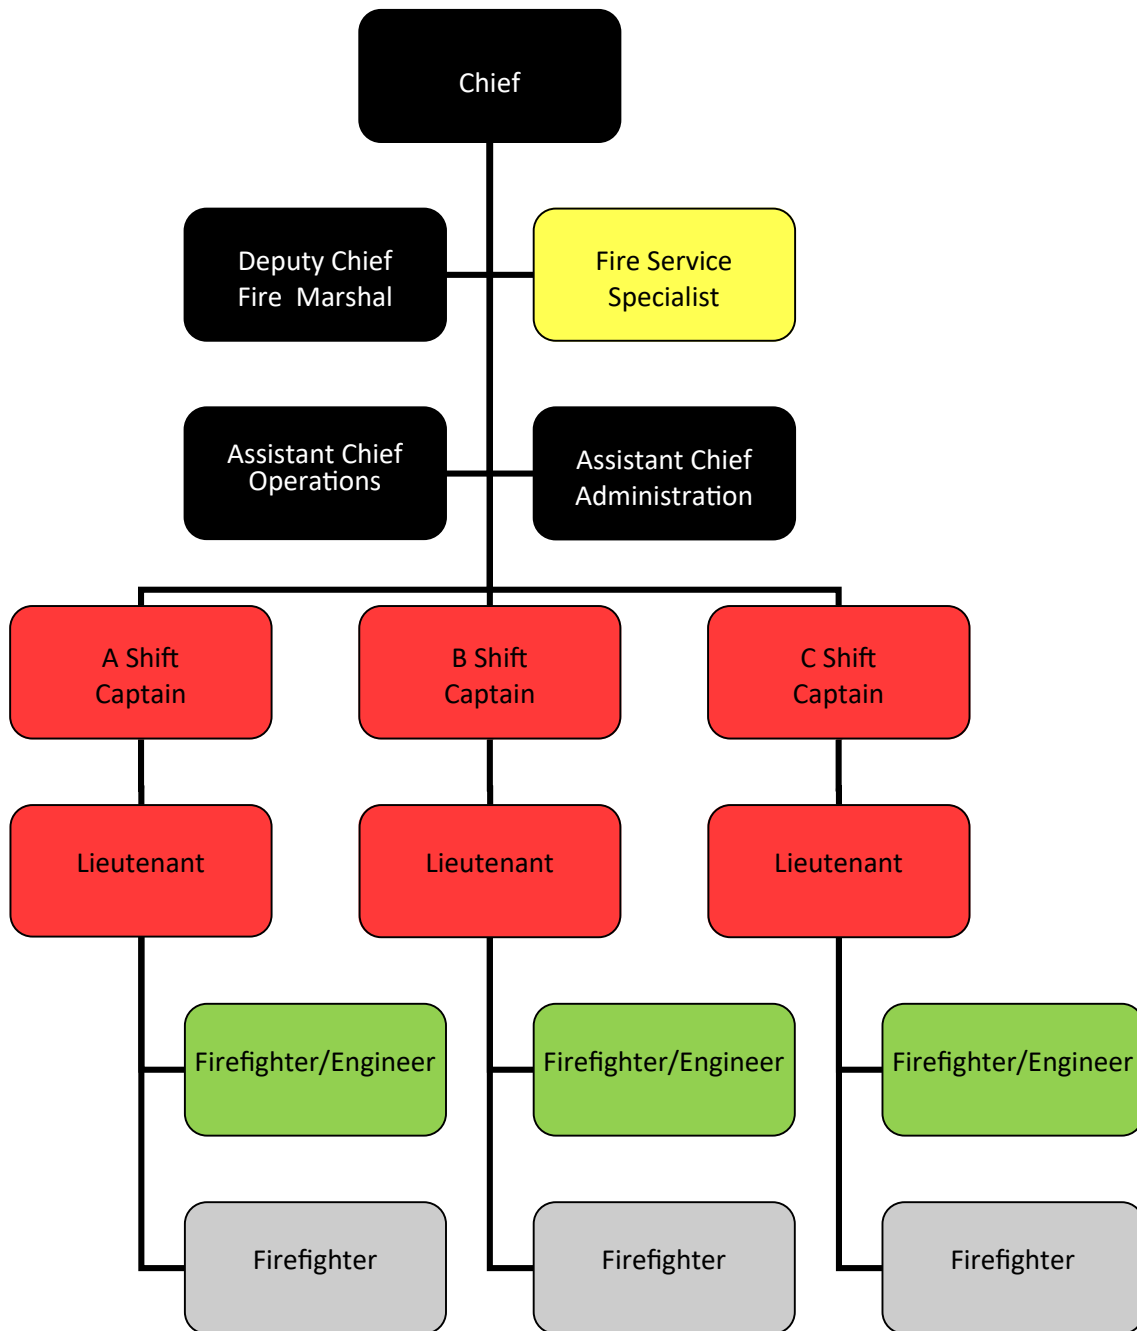 Chief
Deputy Chief
Fire  Marshal
Fire Service
Specialist
Assistant Chief
Operations
Assistant Chief
Administration
A Shift
Captain
B Shift
Captain
C Shift
Captain
Lieutenant
Lieutenant
Lieutenant
Firefighter/Engineer
Firefighter/Engineer
Firefighter/Engineer
Firefighter
Firefighter
Firefighter